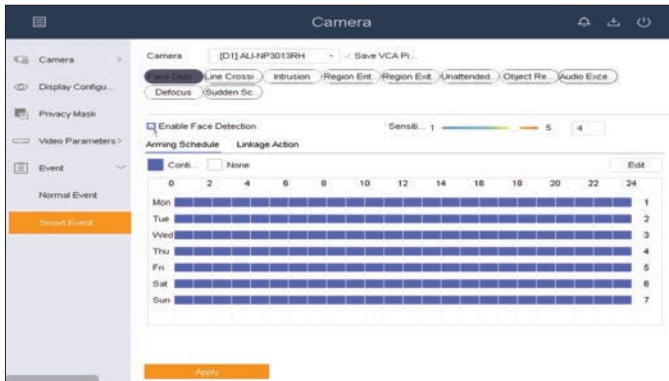 Camera
Camera >
Display Configu...
Privacy Mask
Video Parameters >
Event
Normal Event
Smart Event
Camera [D1] ALI-NP3013RH Save VCA Pi...
Face Dete... Line Crossi... Intrusion Region Ent... Region Exit... Unattended... Object Re... Audio Exce...
Defocus Sudden Sc...
Enable Face Detection Sensiti... 1 5 4
Arming Schedule Linkage Action
Conti... None Edit
0 2 4 6 8 10 12 14 16 18 20 22 24
Mon 1
Tue 2
Wed 3
Thu 4
Fri 5
Sat 6
Sun 7
Apply